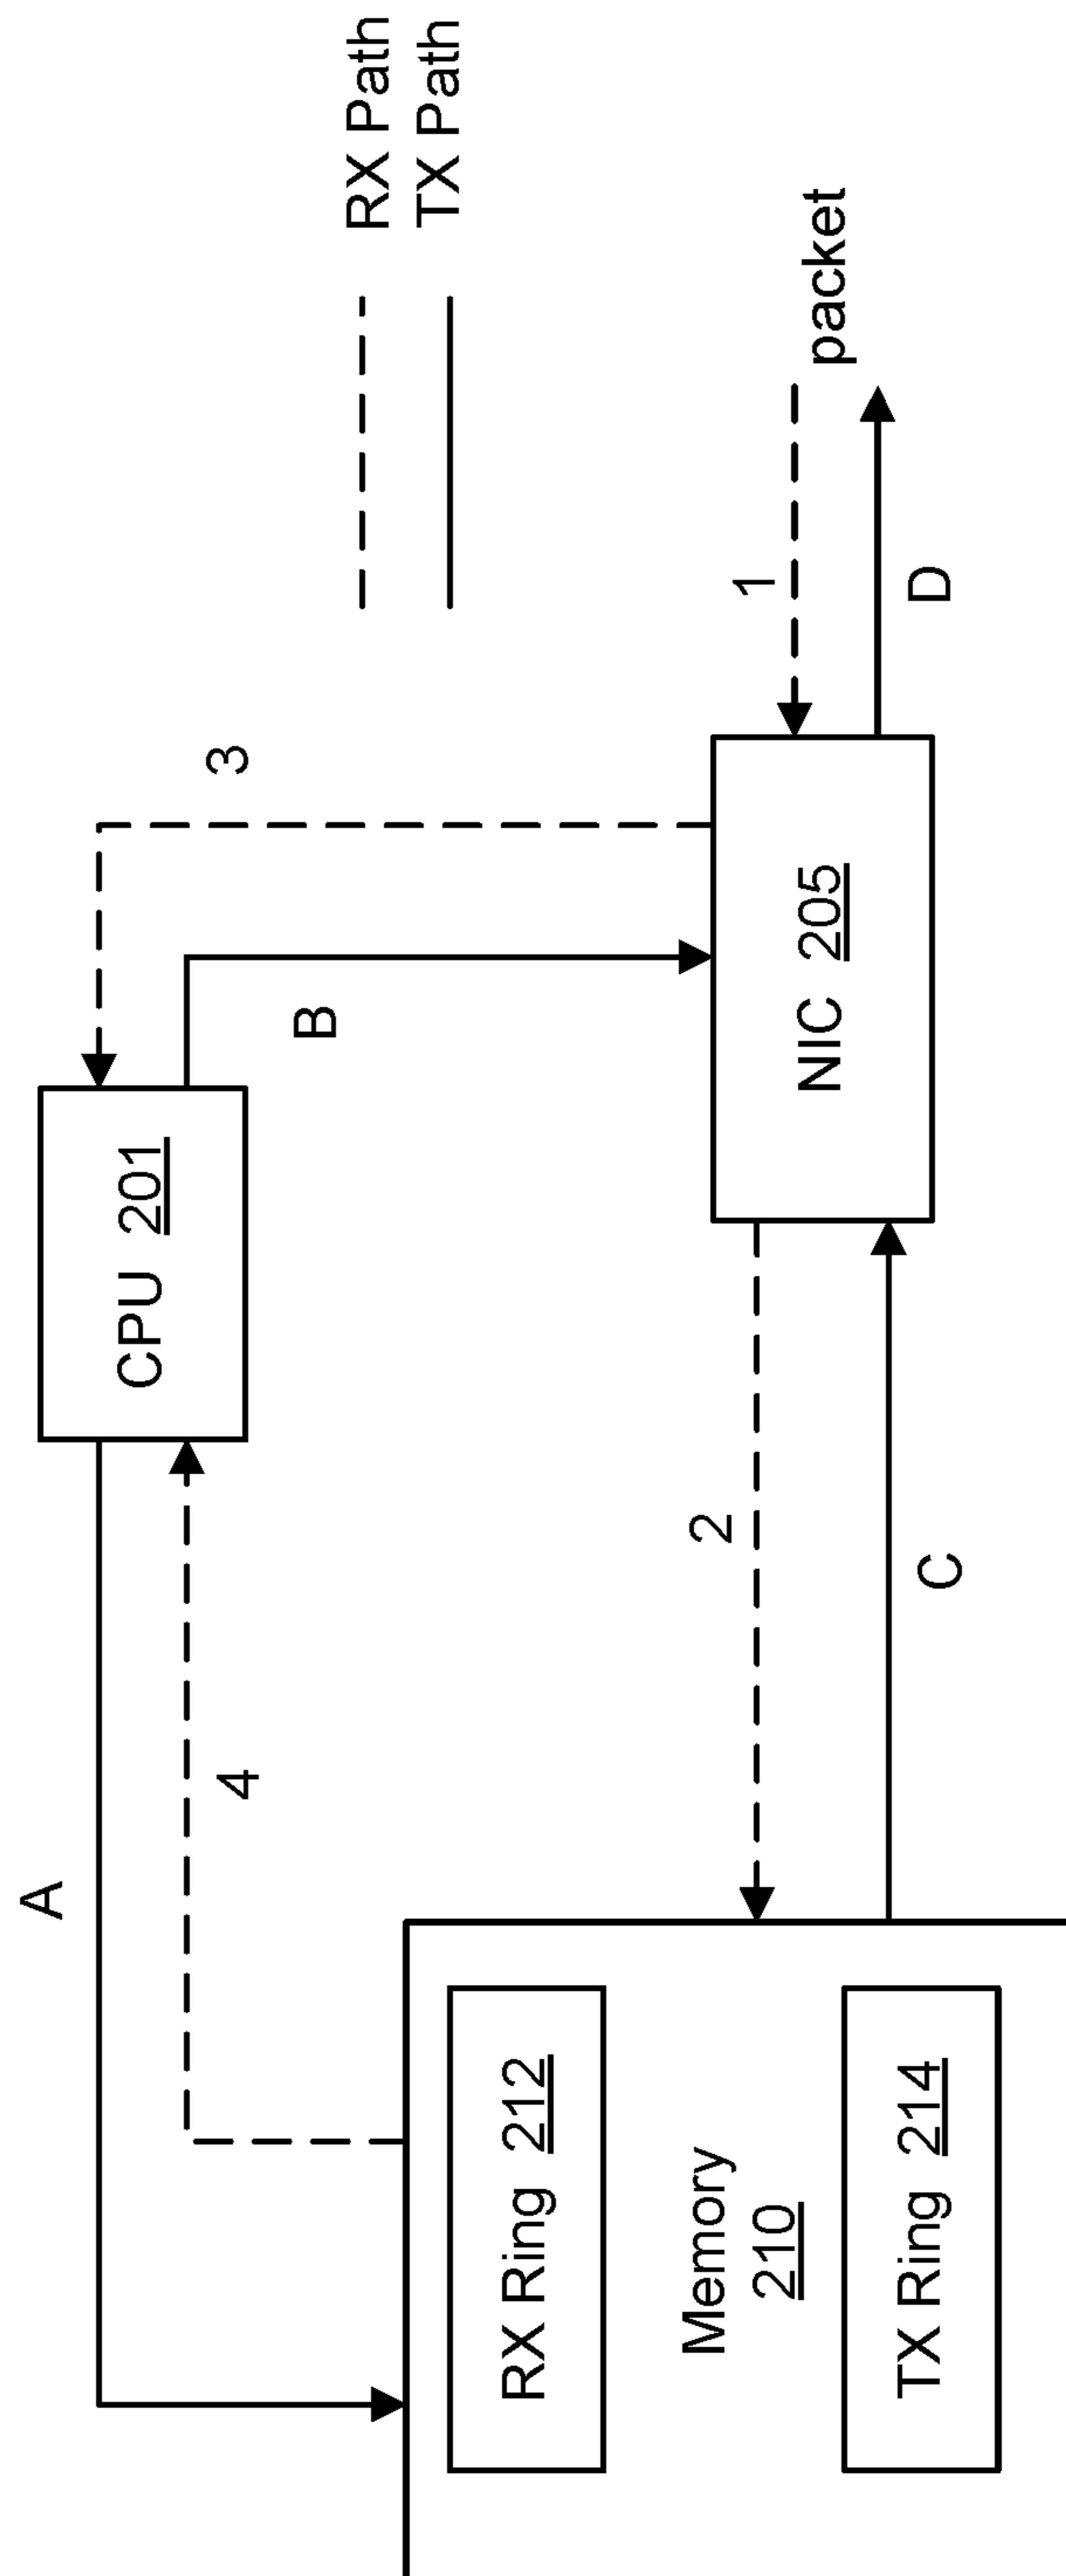 RX Path
TX Path
A
4
CPU 201
3
B
2
C
NIC 205
1
packet
D
RX Ring 212
Memory
210
TX Ring 214